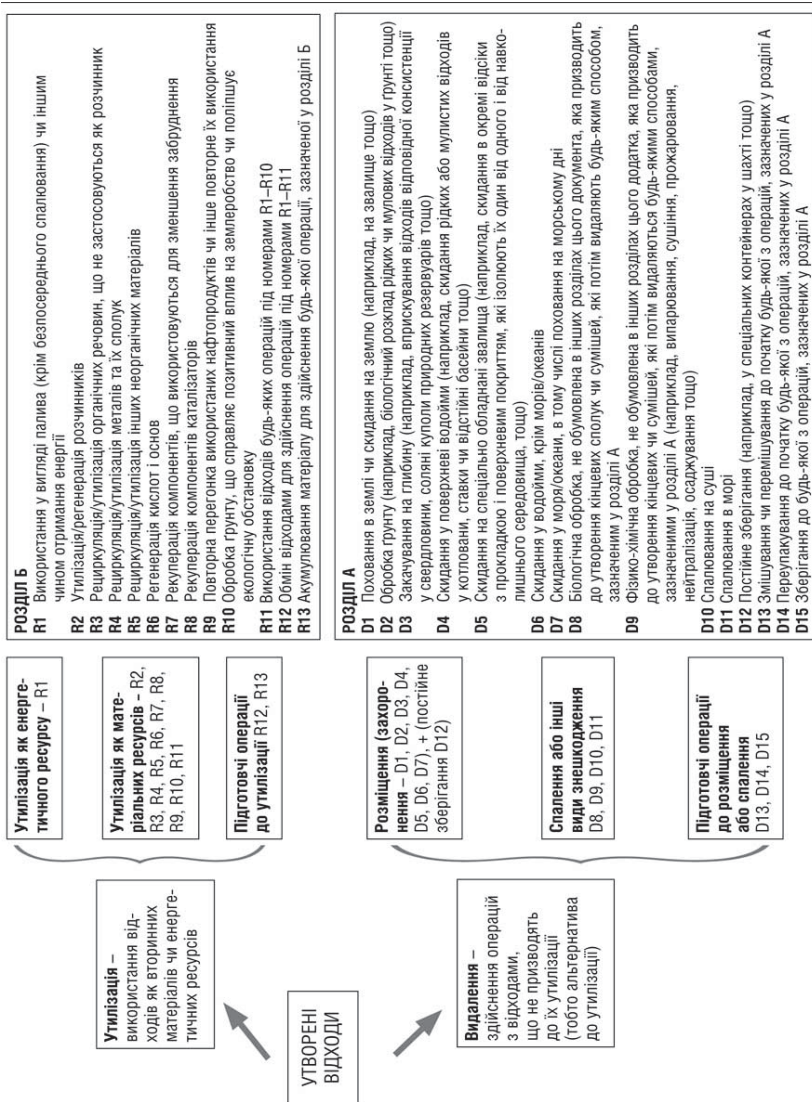 УТВОРЕНІ
ВІДХОДИ
Утилізація –
використання від-
ходів як вторинних
матеріалів чи енерге-
тичних ресурсів
Утилізація як енерге-
тичного ресурсу – R1
Утилізація як мате-
ріальних ресурсів – R2,
R3, R4, R5, R6, R7, R8,
R9, R10, R11
Підготовчі операції
до утилізації R12, R13
РОЗДІЛ Б
R1 Використання у вигляді палива (крім безпосереднього спалювання) чи іншим
чином отримання енергії
R2 Утилізація/регенерація розчинників
R3 Рециркуляція/утилізація органічних речовин, що не застосовуються як розчинник
R4 Рециркуляція/утилізація металів та їх сполук
R5 Рециркуляція/утилізація інших неорганічних матеріалів
R6 Регенерація кислот і основ
R7 Рекуперація компонентів, що використовуються для зменшення забруднення
R8 Рекуперація компонентів каталізаторів
R9 Повторна перегонка використаних нафтопродуктів чи інше повторне їх використання
R10 Обробка ґрунту, що справляє позитивний вплив на землеробство чи поліпшує
екологічну обстановку
R11 Використання відходів будь-яких операцій під номерами R1–R10
R12 Обмін відходами для здійснення операцій під номерами R1–R11
R13 Акумулювання матеріалу для здійснення будь-якої операції, зазначеної у розділі Б
Видалення –
здійснення операцій
з відходами,
що не призводять
до їх утилізації
(тобто альтернатива
до утилізації)
Розміщення (захоро-
нення – D1, D2, D3, D4,
D5, D6, D7), + (постійне
зберігання D12)
Спалення або інші
види знешкодження
D8, D9, D10, D11
Підготовчі операції
до розміщення
або спалення
D13, D14, D15
РОЗДІЛ А
D1 Поховання в землі чи скидання на землю (наприклад, на звалище тощо)
D2 Обробка ґрунту (наприклад, біологічний розклад рідких чи мулових відходів у ґрунті тощо)
D3 Закачування на глибину (наприклад, вприскування відходів відповідної консистенції
у свердловини, соляні куполи природних резервуарів тощо)
D4 Скидання у поверхневі водойми (наприклад, скидання рідких або мулистих відходів
у котловани, ставки чи відстійні басейни тощо)
D5 Скидання на спеціально обладнані звалища (наприклад, скидання в окремі відсіки
з прокладкою і поверхневим покриттям, які ізолюють їх один від одного і від навко-
лишнього середовища, тощо)
D6 Скидання у водойми, крім морів/океанів
D7 Скидання у моря/океани, в тому числі поховання на морському дні
D8 Біологічна обробка, не обумовлена в інших розділах цього документа, яка призводить
до утворення кінцевих сполук чи сумішей, які потім видаляють будь-яким способом,
зазначеним у розділі А
D9 Фізико-хімічна обробка, не обумовлена в інших розділах цього додатка, яка призводить
до утворення кінцевих чи сумішей, які потім видаляються будь-якими способами,
зазначеними у розділі А (наприклад, випарювання, сушіння, прожарювання,
нейтралізація, осаджування тощо)
D10 Спалювання на суші
D11 Спалювання в морі
D12 Постійне зберігання (наприклад, у спеціальних контейнерах у шахті тощо)
D13 Змішування чи перемішування до початку будь-якої з операцій, зазначених у розділі А
D14 Переупакування до початку будь-якої з операцій, зазначених у розділі А
D15 Зберігання до будь-якої з операцій, зазначених у розділі А